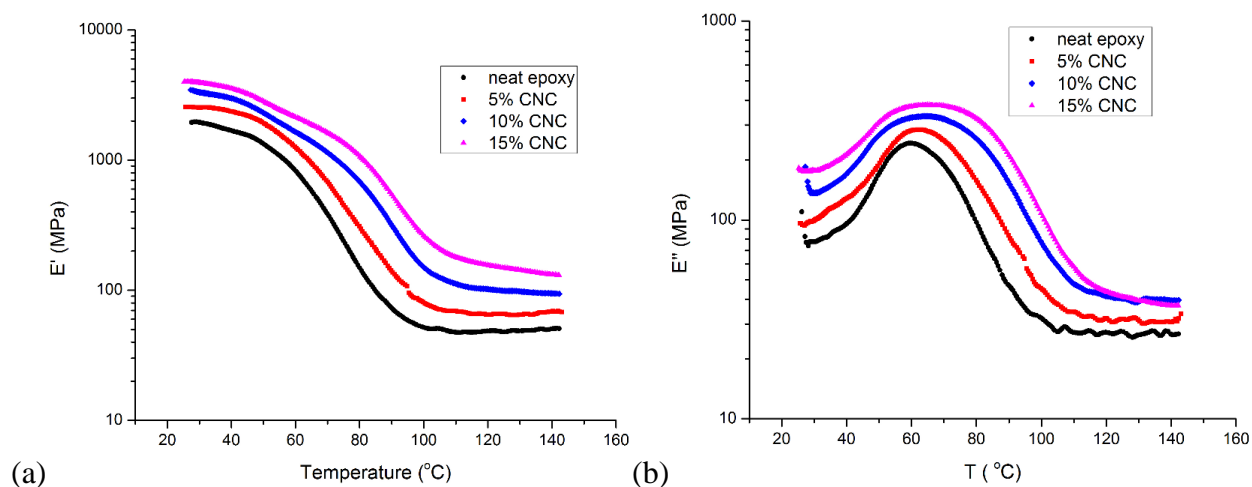 10000
1000
100
10
E' (MPa)
neat epoxy
5% CNC
10% CNC
15% CNC
20 40 60 80 100 120 140 160
Temperature (°C)
(a)
1000
100
10
E'' (MPa)
neat epoxy
5% CNC
10% CNC
15% CNC
20 40 60 80 100 120 140 160
T ( °C)
(b)